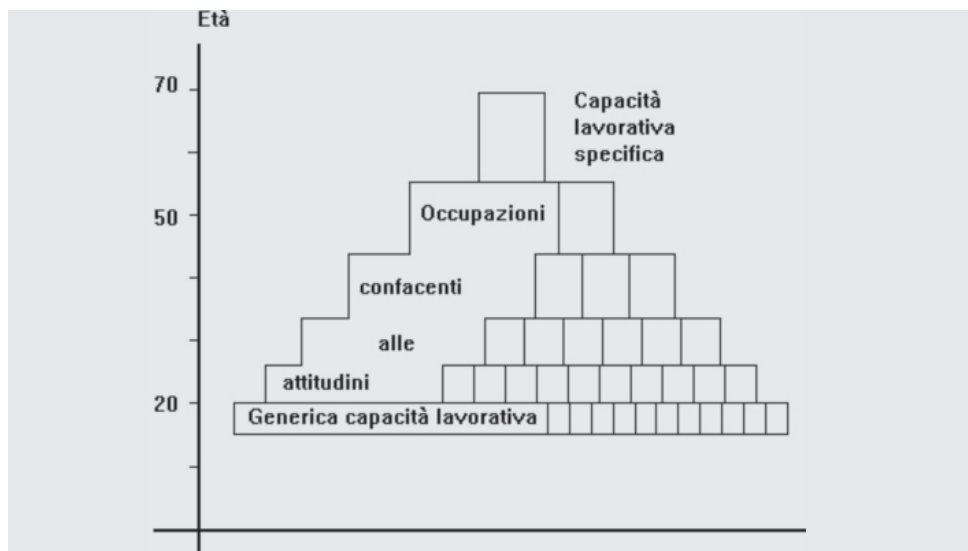 Età
70
Capacità
lavorativa
specifica
50
Occupazioni
confacenti
alle
attitudini
20
Generica capacità lavorativa